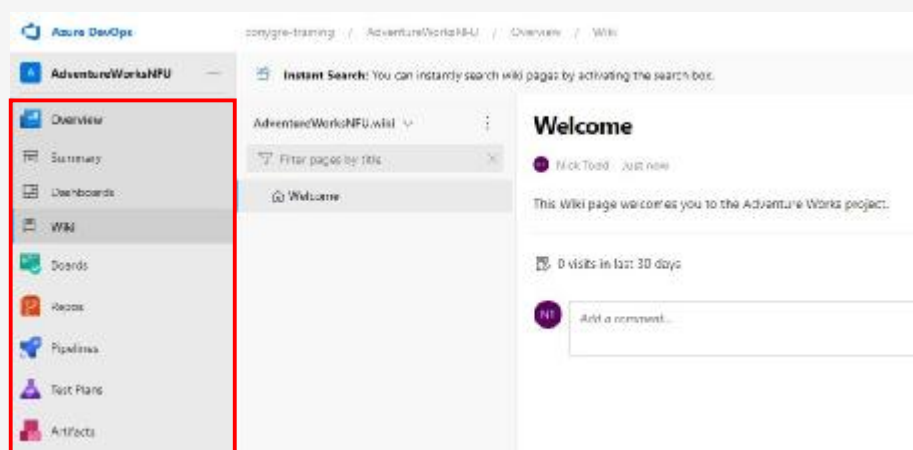 Azure DevOps
conygre-training / AdventureWorksNFU / Overview / Wiki
A AdventureWorksNFU
Instant Search: You can instantly search wiki pages by activating the search box.
Overview
Summary
Dashboards
Wiki
Boards
Repos
Pipelines
Test Plans
Artifacts
AdventureWorksNFU.wiki
Filter pages by title
Welcome
Welcome
Nick Todd Just now
This Wiki page welcomes you to the Adventure Works project.
0 visits in last 30 days
NT
Add a comment...